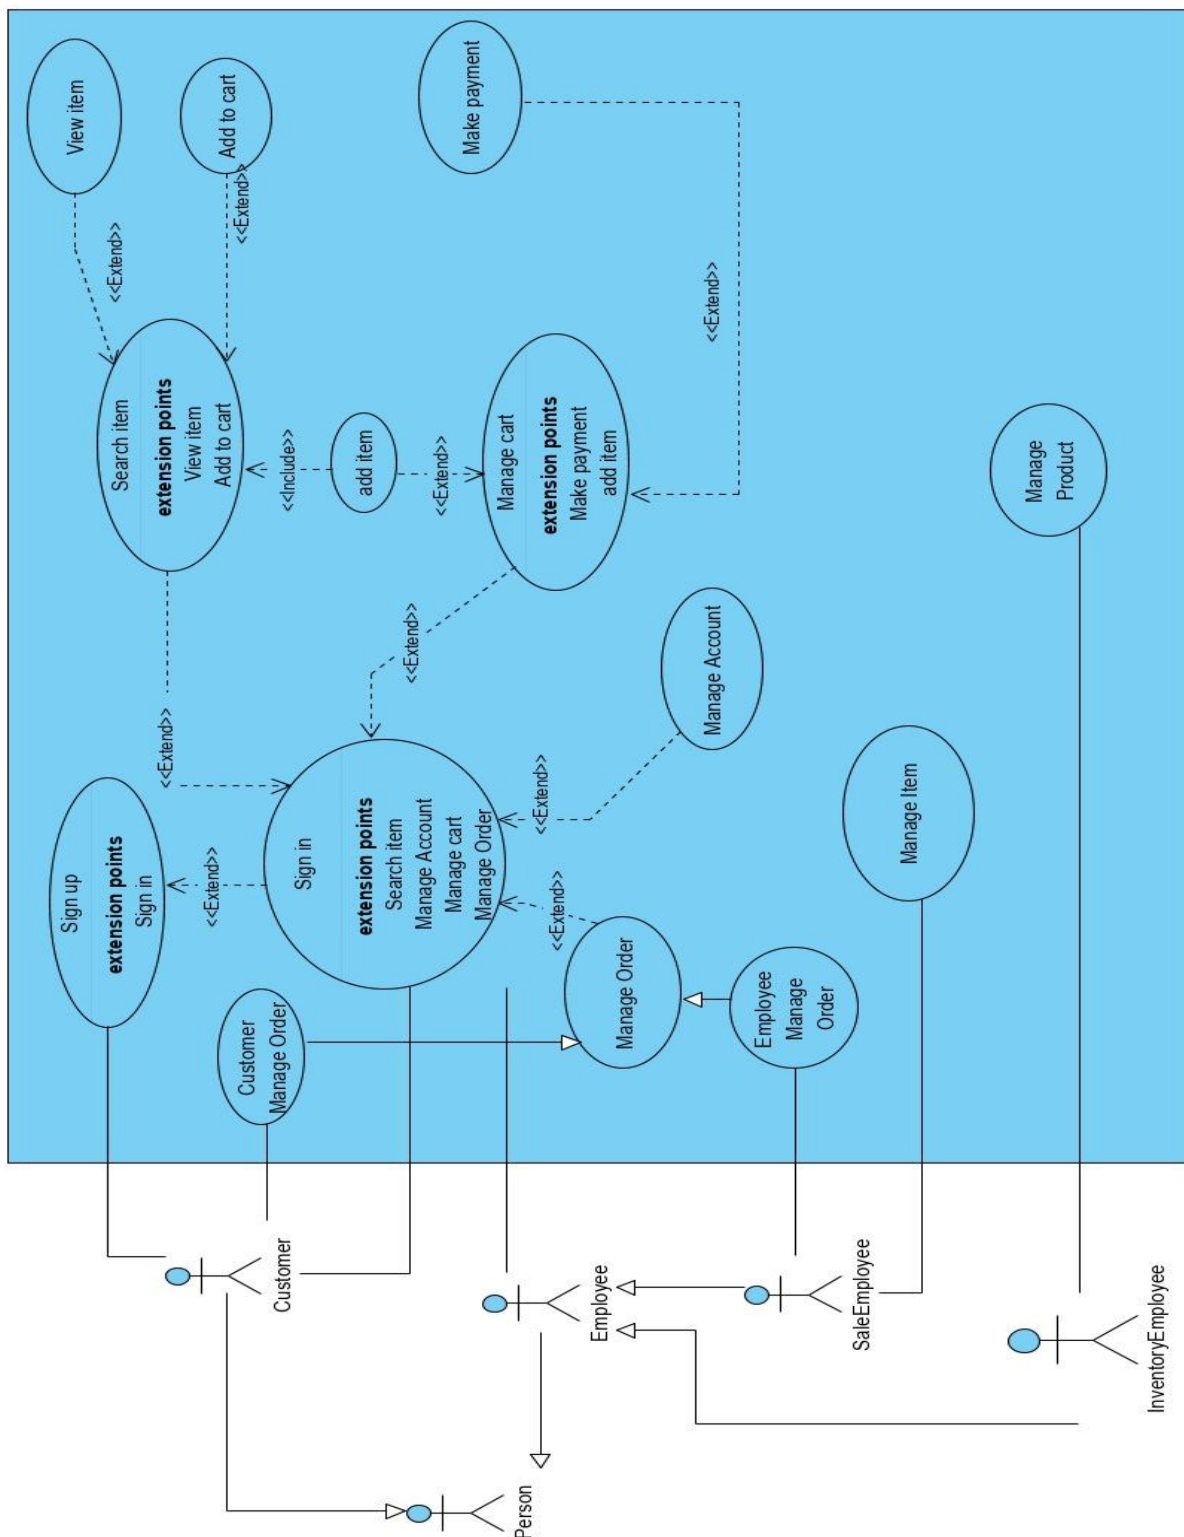 Person
Customer
Employee
SaleEmployee
InventoryEmployee
Sign up
extension points
Sign in
<<Extend>>
Customer
Manage Order
Sign in
extension points
Search item
Manage Account
Manage cart
Manage Order
<<Extend>>
<<Extend>>
<<Extend>>
<<Extend>>
Manage Order
Employee
Manage
Order
Manage Account
Manage Item
Manage
Product
Search item
extension points
View item
Add to cart
<<Include>>
add item
<<Extend>>
Manage cart
extension points
Make payment
add item
<<Extend>>
<<Extend>>
<<Extend>>
View item
Add to cart
Make payment